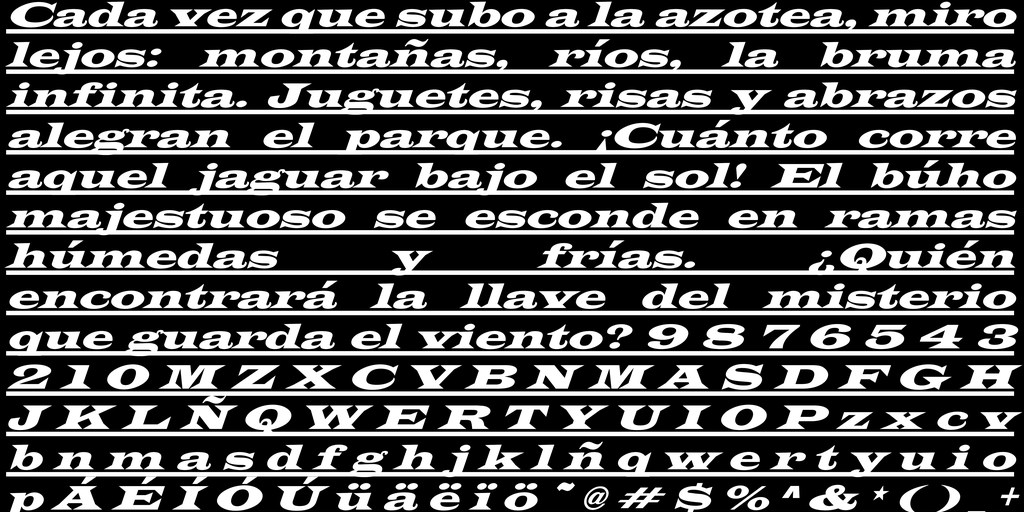 Cada vez que subo a la azotea, miro
lejos: montañas, ríos, la bruma
infinita. Juguetes, risas y abrazos
alegran el parque. ¡Cuánto corre
aquel jaguar bajo el sol! El búho
majestuoso se esconde en ramas
húmedas y frías. ¿Quién
encontrará la llave del misterio
que guarda el viento? 9 8 7 6 5 4 3
2 1 0 M Z X C V B N M A S D F G H
J K L Ñ Q W E R T Y U I O P z x c v
b n m a s d f g h j k l ñ q w e r t y u i o
p Á É Í Ó Ú ü ä ë ï ö ~ @ # $ % ^ & * ( ) _ +